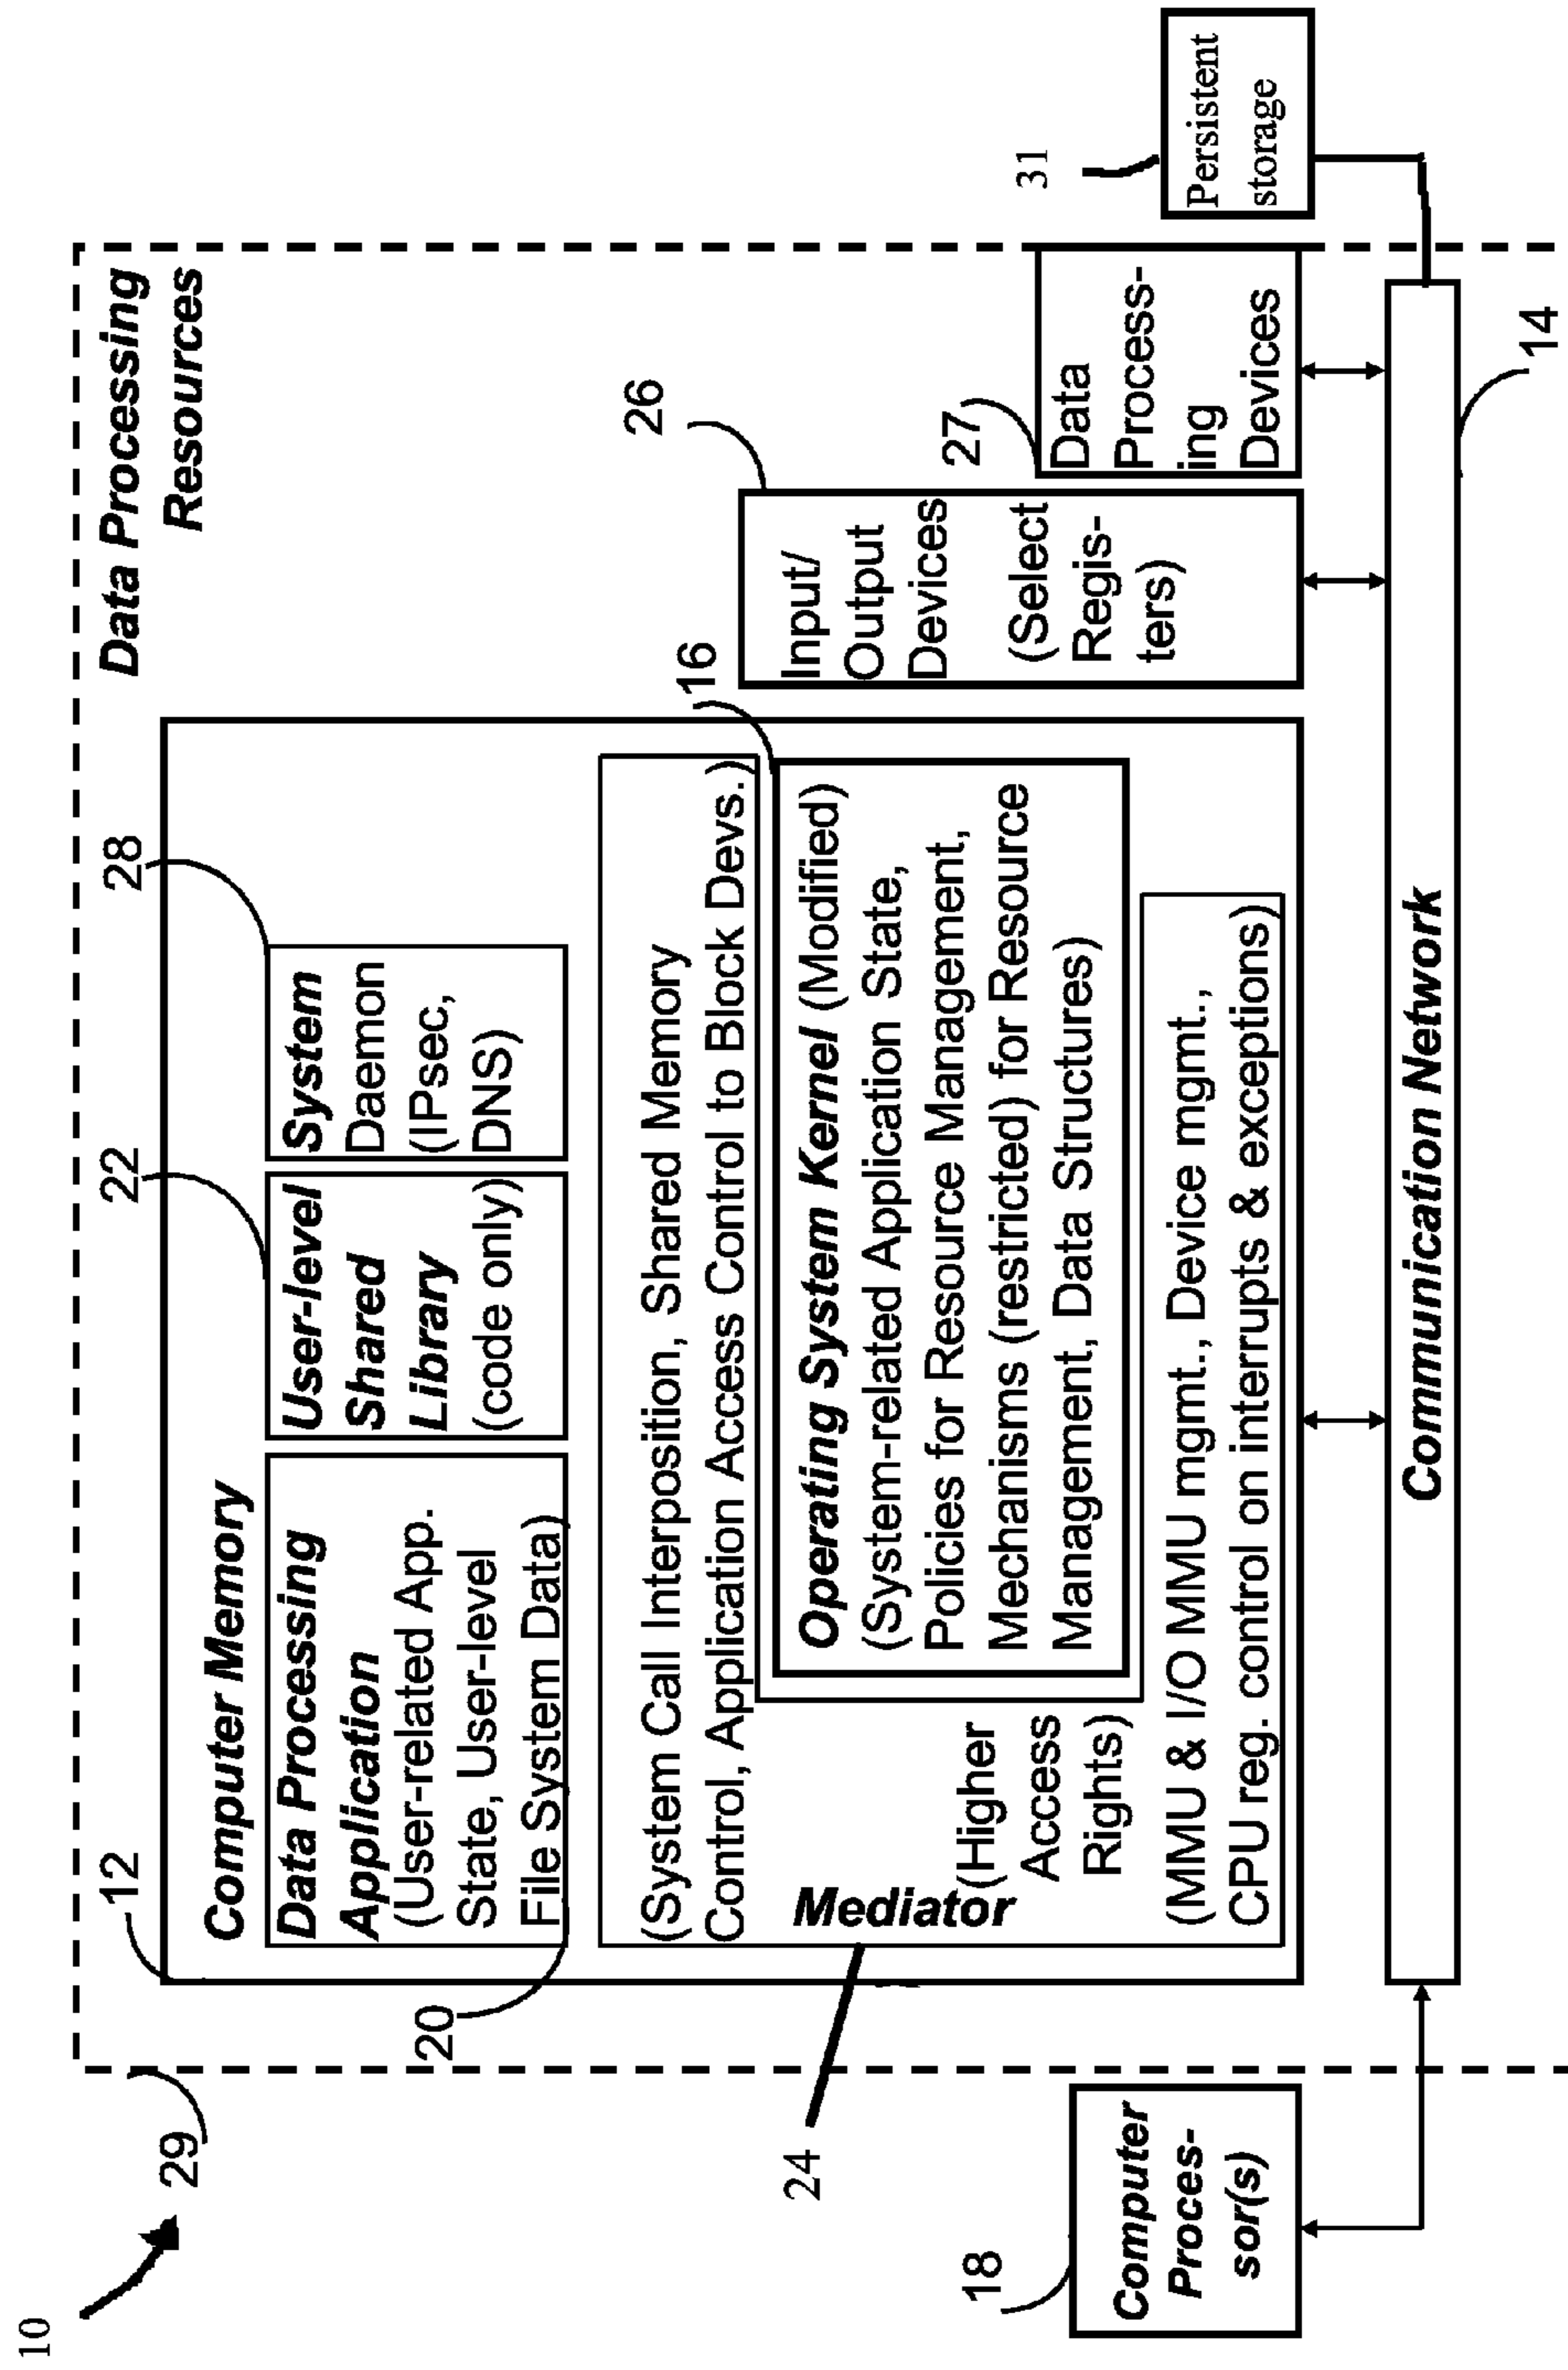 10
29
Data Processing
Resources
12
22
28
Computer Memory
Data Processing
Application
(User-related App.
State, User-level
File System Data)
20
User-level
Shared
Library
(code only)
System
Daemon
(IPsec,
DNS)
(System Call Interposition, Shared Memory
Control, Application Access Control to Block Devs.)
Mediator
24
(Higher
Access
Rights)
16
Operating System Kernel (Modified)
(System-related Application State,
Policies for Resource Management,
Mechanisms (restricted) for Resource
Management, Data Structures)
(MMU & I/O MMU mgmt., Device mgmt.,
CPU reg. control on interrupts & exceptions)
26
Input/
Output
Devices
(Select
Regis-
ters)
27
Data
Process-
ing
Devices
31
Persistent
storage
18
Computer
Proces-
sor(s)
Communication Network
14